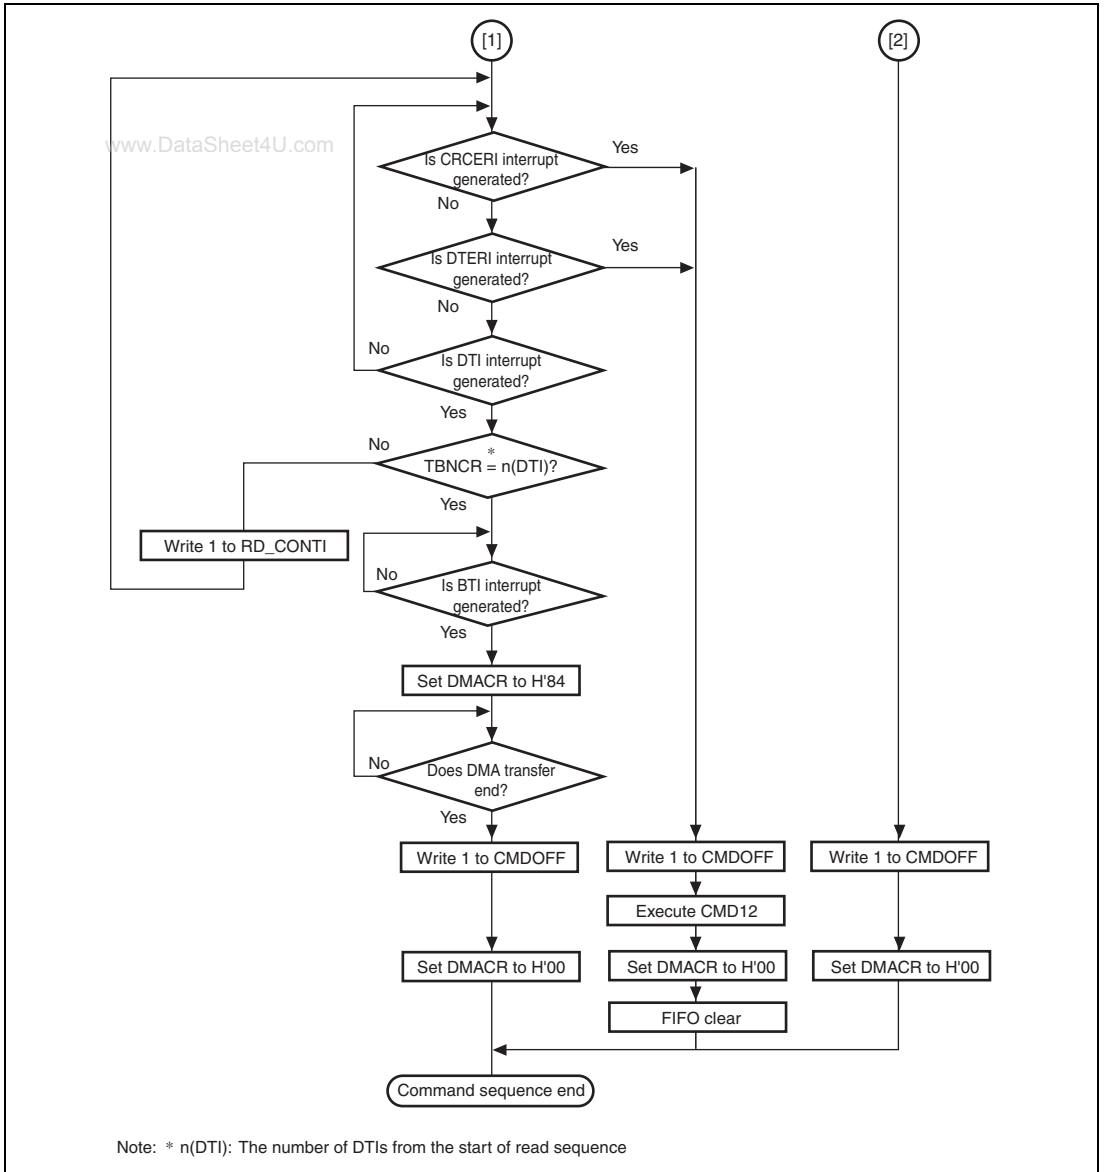 [1]
[2]
www.DataSheet4U.com
Is CRCERI interrupt
generated?
Yes
No
Is DTERI interrupt
generated?
Yes
No
Is DTI interrupt
generated?
No
Yes
*
TBNCR = n(DTI)?
No
Yes
Write 1 to RD_CONTI
Is BTI interrupt
generated?
No
Yes
Set DMACR to H'84
Does DMA transfer
end?
No
Yes
Write 1 to CMDOFF
Write 1 to CMDOFF
Write 1 to CMDOFF
Execute CMD12
Set DMACR to H'00
Set DMACR to H'00
Set DMACR to H'00
FIFO clear
Command sequence end
Note: * n(DTI): The number of DTIs from the start of read sequence